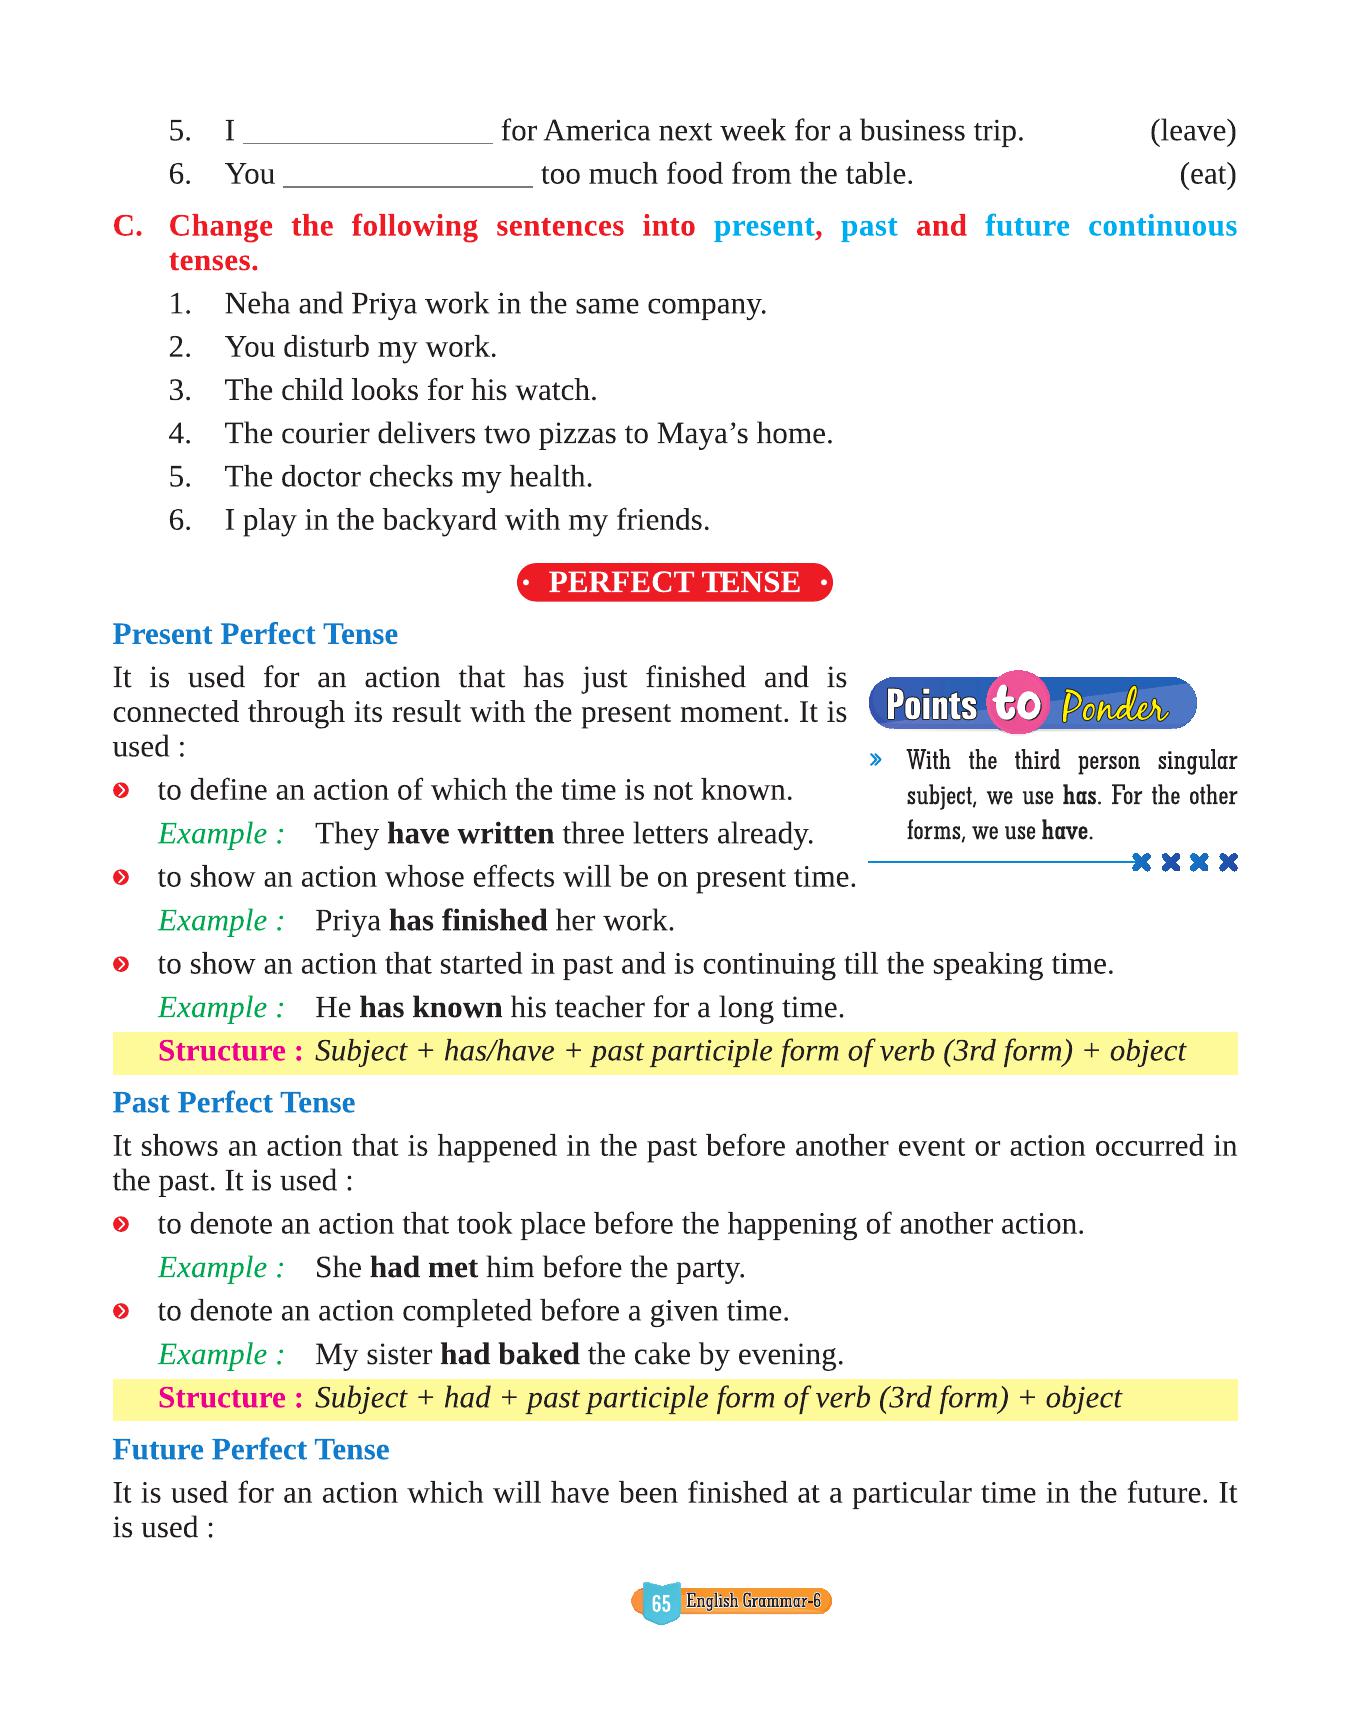 5. I ________________ for America next week for a business trip. (leave)
6. You ________________ too much food from the table. (eat)
C. Change the following sentences into present, past and future continuous
tenses.
1. Neha and Priya work in the same company.
2. You disturb my work.
3. The child looks for his watch.
4. The courier delivers two pizzas to Maya’s home.
5. The doctor checks my health.
6. I play in the backyard with my friends.
PERFECT TENSE
Present Perfect Tense
It is used for an action that has just finished and is
connected through its result with the present moment. It is
used :
to define an action of which the time is not known.
Example : They have written three letters already.
to show an action whose effects will be on present time.
Example : Priya has finished her work.
Points to Ponder
» With the third person singular
subject, we use has. For the other
forms, we use have.
to show an action that started in past and is continuing till the speaking time.
Example : He has known his teacher for a long time.
Structure : Subject + has/have + past participle form of verb (3rd form) + object
Past Perfect Tense
It shows an action that is happened in the past before another event or action occurred in
the past. It is used :
to denote an action that took place before the happening of another action.
Example : She had met him before the party.
to denote an action completed before a given time.
Example : My sister had baked the cake by evening.
Structure : Subject + had + past participle form of verb (3rd form) + object
Future Perfect Tense
It is used for an action which will have been finished at a particular time in the future. It
is used :
65 English Grammar-6